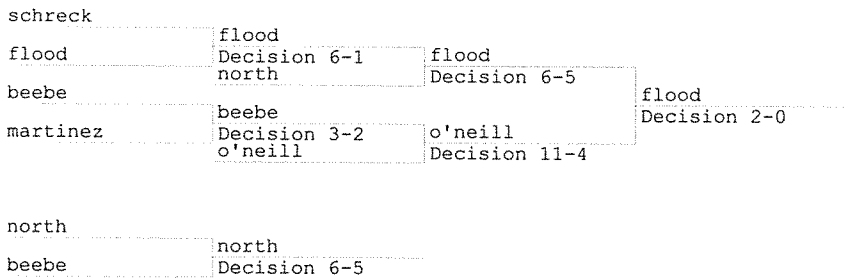 schreck
flood
flood
Decision 6-1
flood
north
Decision 6-5
beebe
flood
beebe
Decision 2-0
martinez
Decision 3-2
o'neill
o'neill
Decision 11-4
north
north
beebe
Decision 6-5